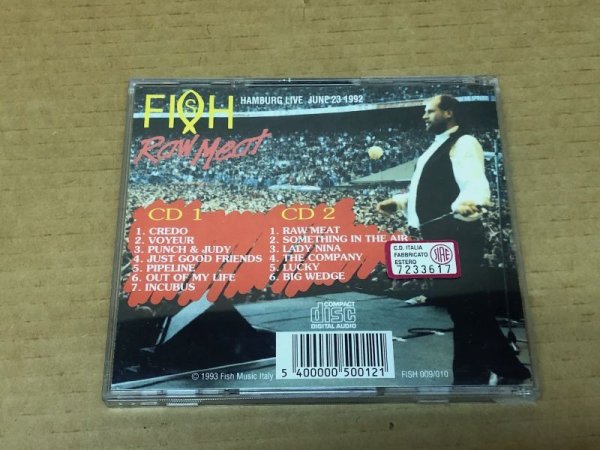 FISH
HAMBURG LIVE JUNE 23 1992
Raw Meat
CD 1
1. CREDO
2. VOYEUR
3. PUNCH & JUDY
4. JUST GOOD FRIENDS
5. PIPELINE
6. OUT OF MY LIFE
7. INCUBUS
CD 2
1. RAW MEAT
2. SOMETHING IN THE AIR
3. LADY NINA
4. THE COMPANY
5. LUCKY
6. BIG WEDGE
C.D. ITALIA
FABBRICATO
ESTERO
7233617
COMPACT
disc
DIGITAL AUDIO
© 1993 Fish Music Italy
5 400000 500121
FISH 009/010